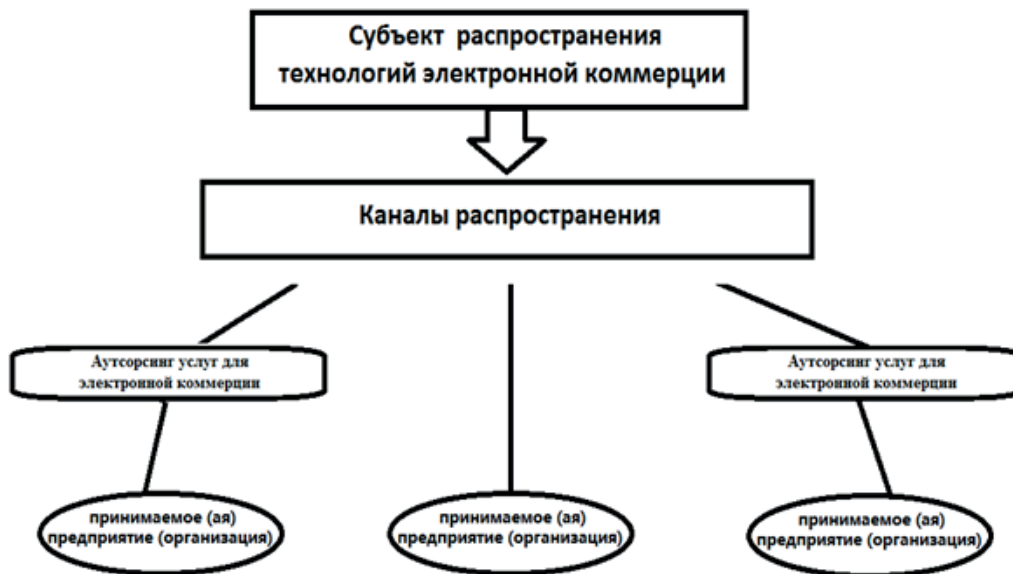 Субъект распространения
технологий электронной коммерции
Каналы распространения
Аутсорсинг услуг для
электронной коммерции
Аутсорсинг услуг для
электронной коммерции
принимаемое (ая)
предприятие (организация)
принимаемое (ая)
предприятие (организация)
принимаемое (ая)
предприятие (организация)